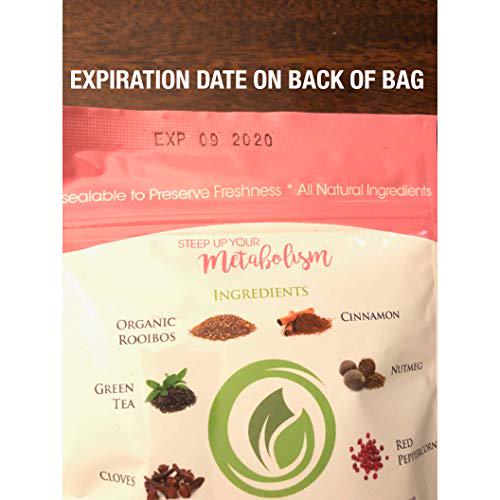 EXPIRATION DATE ON BACK OF BAG
EXP 09 2020
sealable to Preserve Freshness * All Natural Ingredients
STEEP UP YOUR
Metabolism
INGREDIENTS
ORGANIC
ROOIBOS
CINNAMON
GREEN
TEA
NUTMEG
CLOVES
RED
PEPPERCORN